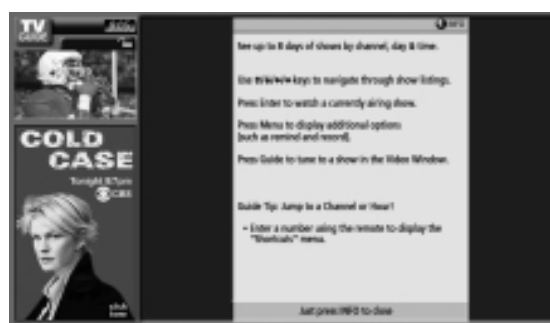 TV
GUIDE
INFO
See up to 8 days of shows by channel, day & time.
Use keys to navigate through show listings.
Press Enter to watch a currently airing show.
Press Menu to display additional options
(such as remind and record).
Press Guide to tune to a show in the Video Window.
Guide Tip: Jump to a Channel or Hour!
• Enter a number using the remote to display the
"Shortcuts" menu.
Just press INFO to close
COLD
CASE
Tonight 8/7pm
CBS
click
here